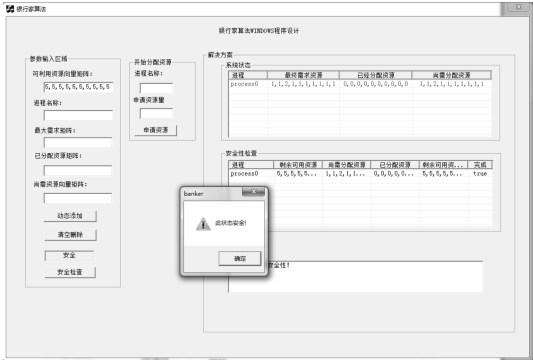 银行家算法
银行家算法WINDOWS程序设计
参数输入区域
可利用资源向量矩阵:
5,5,5,5,5,5,5,5,5,5
进程名称:
最大需求矩阵:
已分配资源矩阵:
尚需资源向量矩阵:
动态添加
清空删除
安全
安全检查
开始分配资源
进程名称:
申请资源量
申请资源
解决方案
系统状态
进程 最终需求资源 已经分配资源 尚需分配资源
process0 1,1,2,1,1,1,1,1,1 0,0,0,0,0,0,0,0,0 1,1,2,1,1,1,1,1,1
安全性检查
进程 剩余可用资源 尚需分配资源 已分配资源 剩余可用资... 完成
process0 5,5,5,5,5... 1,1,2,1,1... 0,0,0,0,0... 5,5,5,5,5... true
安全性!
banker
此状态安全!
确定